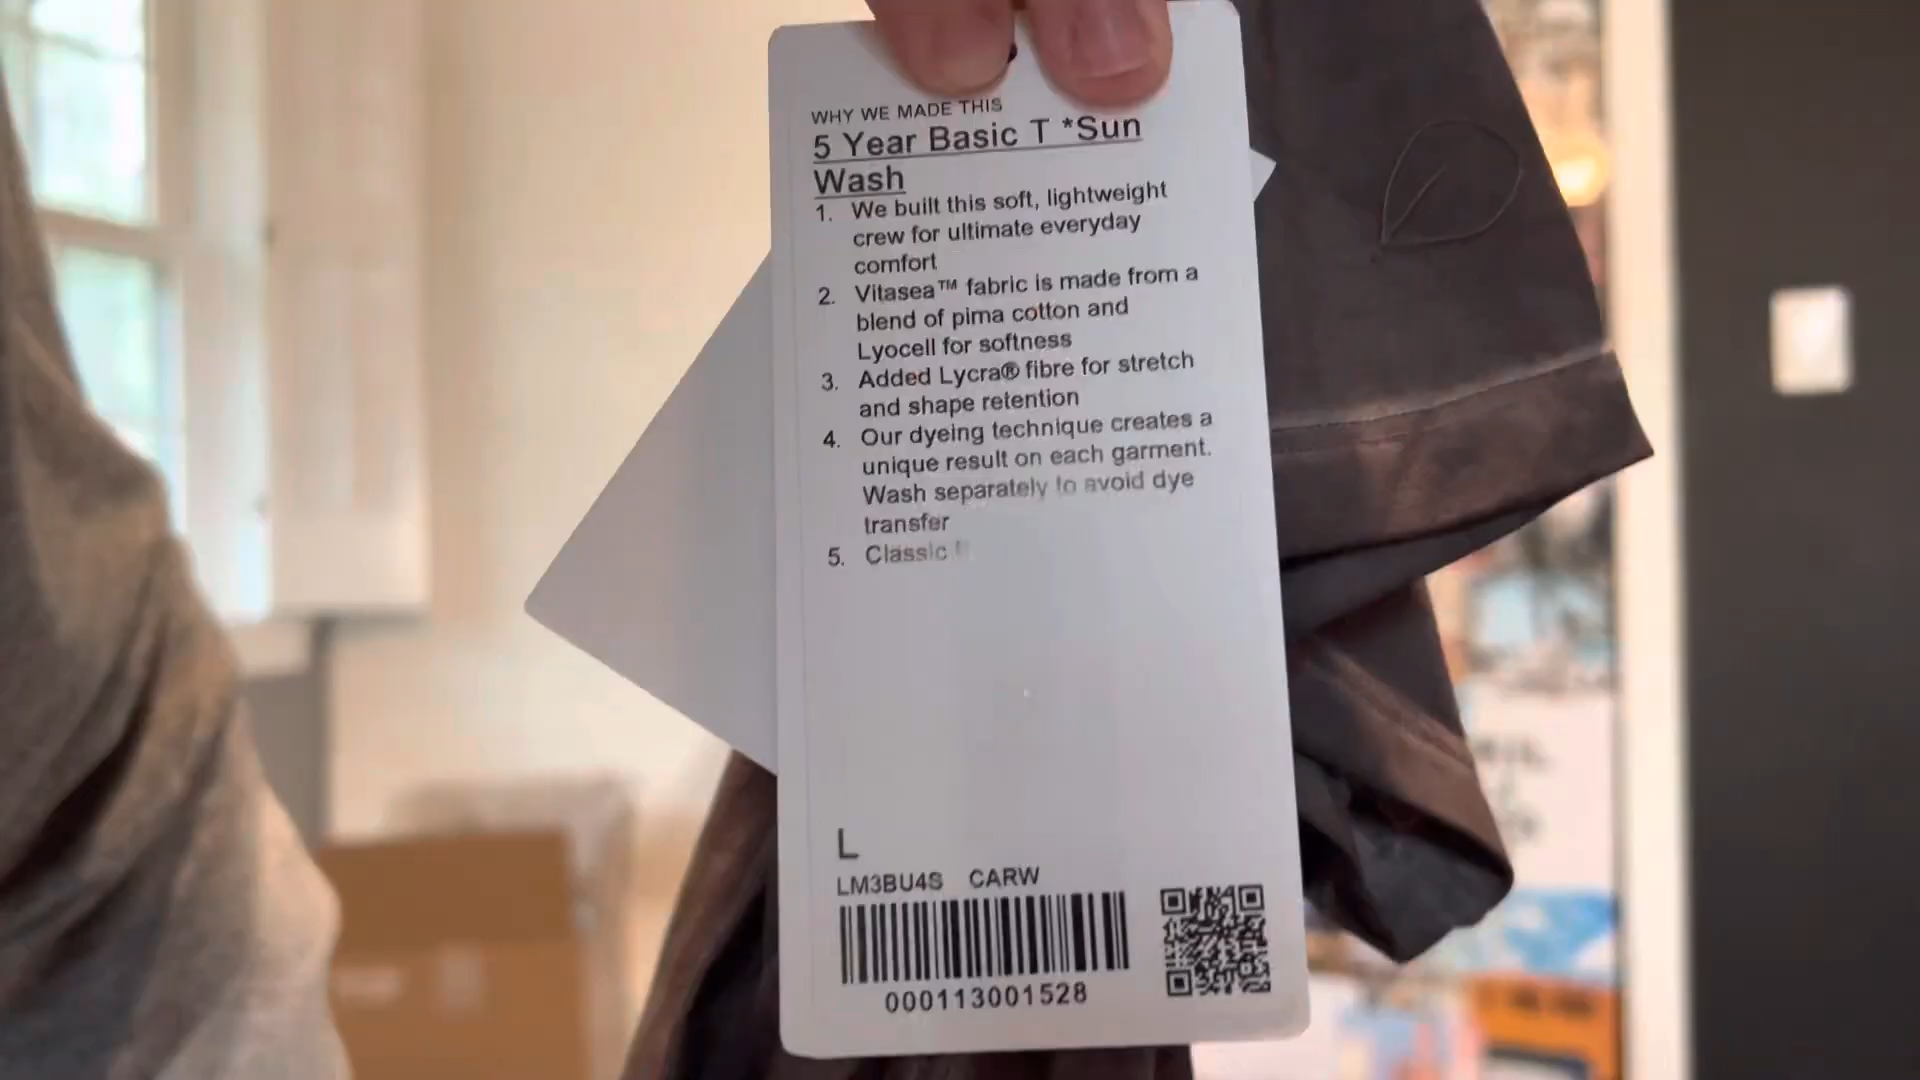 WHY WE MADE THIS
5 Year Basic T *Sun
Wash
1. We built this soft, lightweight
crew for ultimate everyday
comfort
2. Vitasea™ fabric is made from a
blend of pima cotton and
Lyocell for softness
3. Added Lycra® fibre for stretch
and shape retention
4. Our dyeing technique creates a
unique result on each garment.
Wash separately to avoid dye
transfer
5. Classic
L
LM3BU4S CARW
000113001528